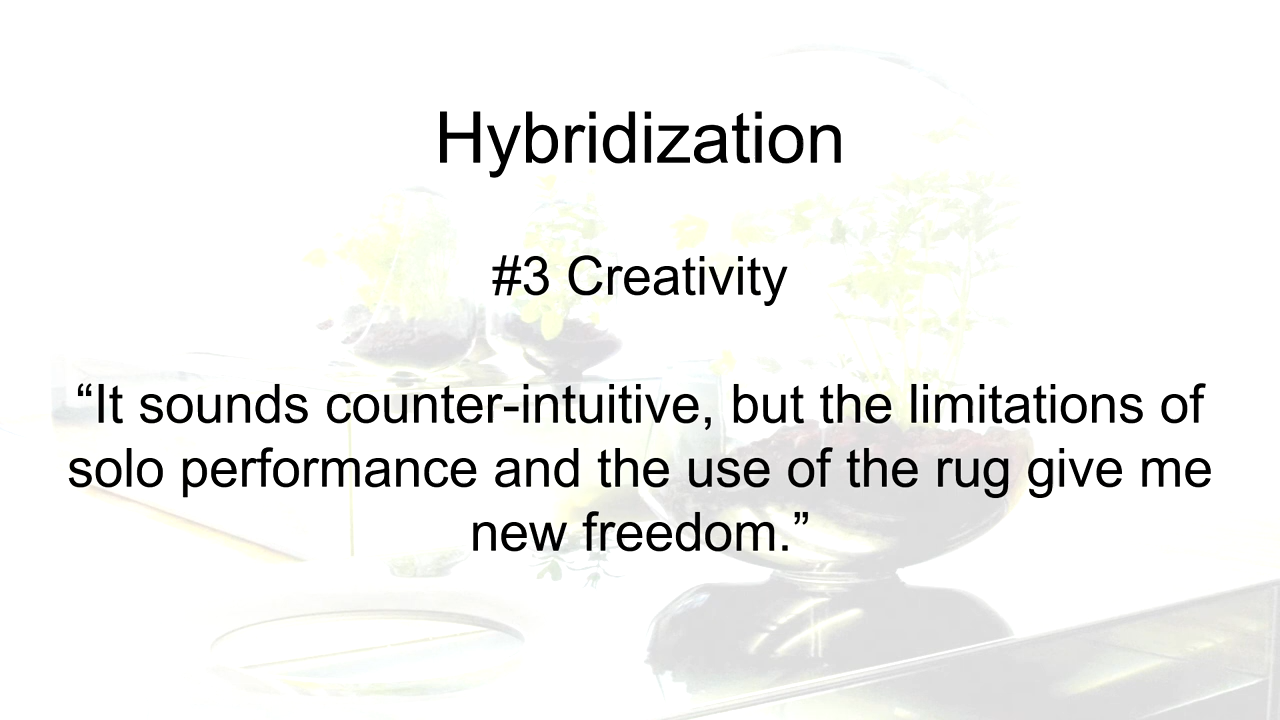 Hybridization
#3 Creativity
“It sounds counter-intuitive, but the limitations of
solo performance and the use of the rug give me
new freedom.”